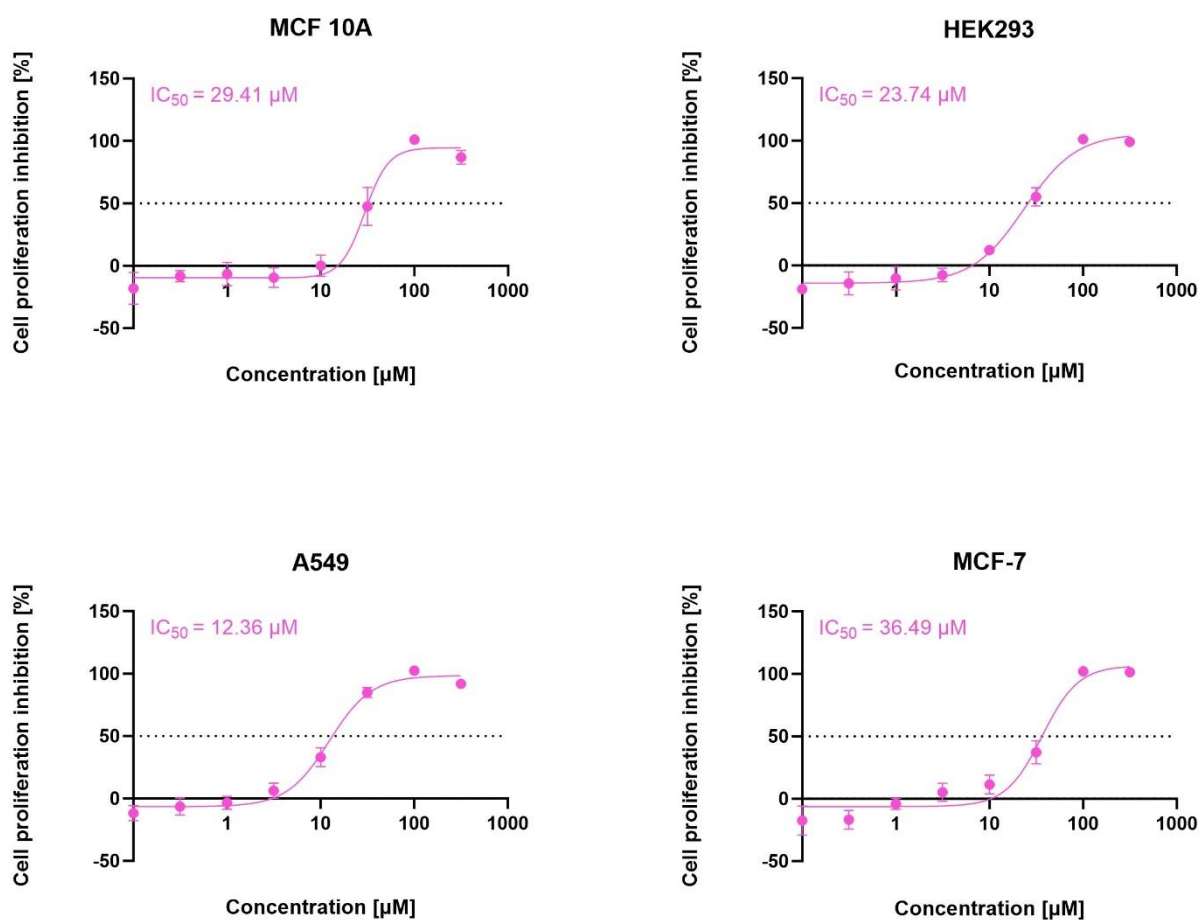 MCF 10A
Cell proliferation inhibition [%]
IC50 = 29.41 µM
150
100
50
0
-50
1
10
100
1000
Concentration [µM]
HEK293
Cell proliferation inhibition [%]
IC50 = 23.74 µM
150
100
50
0
-50
1
10
100
1000
Concentration [µM]
A549
Cell proliferation inhibition [%]
IC50 = 12.36 µM
150
100
50
0
-50
1
10
100
1000
Concentration [µM]
MCF-7
Cell proliferation inhibition [%]
IC50 = 36.49 µM
150
100
50
0
-50
1
10
100
1000
Concentration [µM]